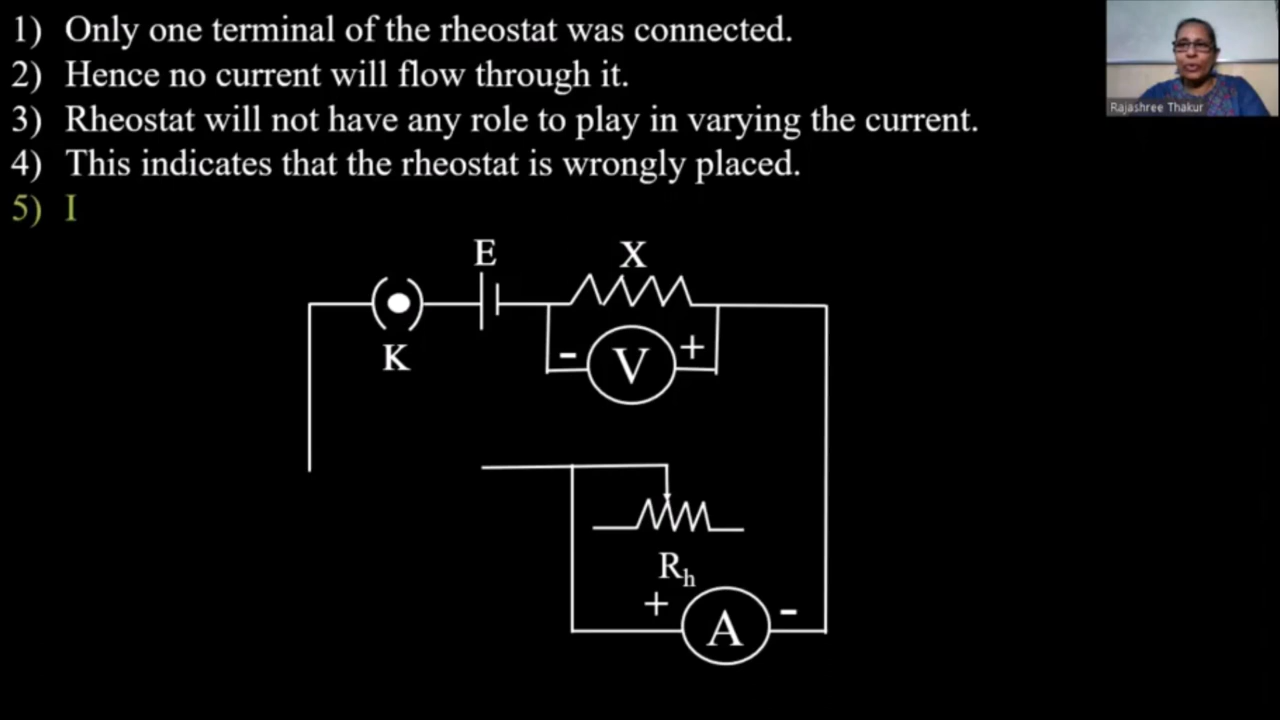 1) Only one terminal of the rheostat was connected.
2) Hence no current will flow through it.
3) Rheostat will not have any role to play in varying the current.
4) This indicates that the rheostat is wrongly placed.
5) I
Rajashree Thakur
E
X
K
- V +
Rh
+ A -